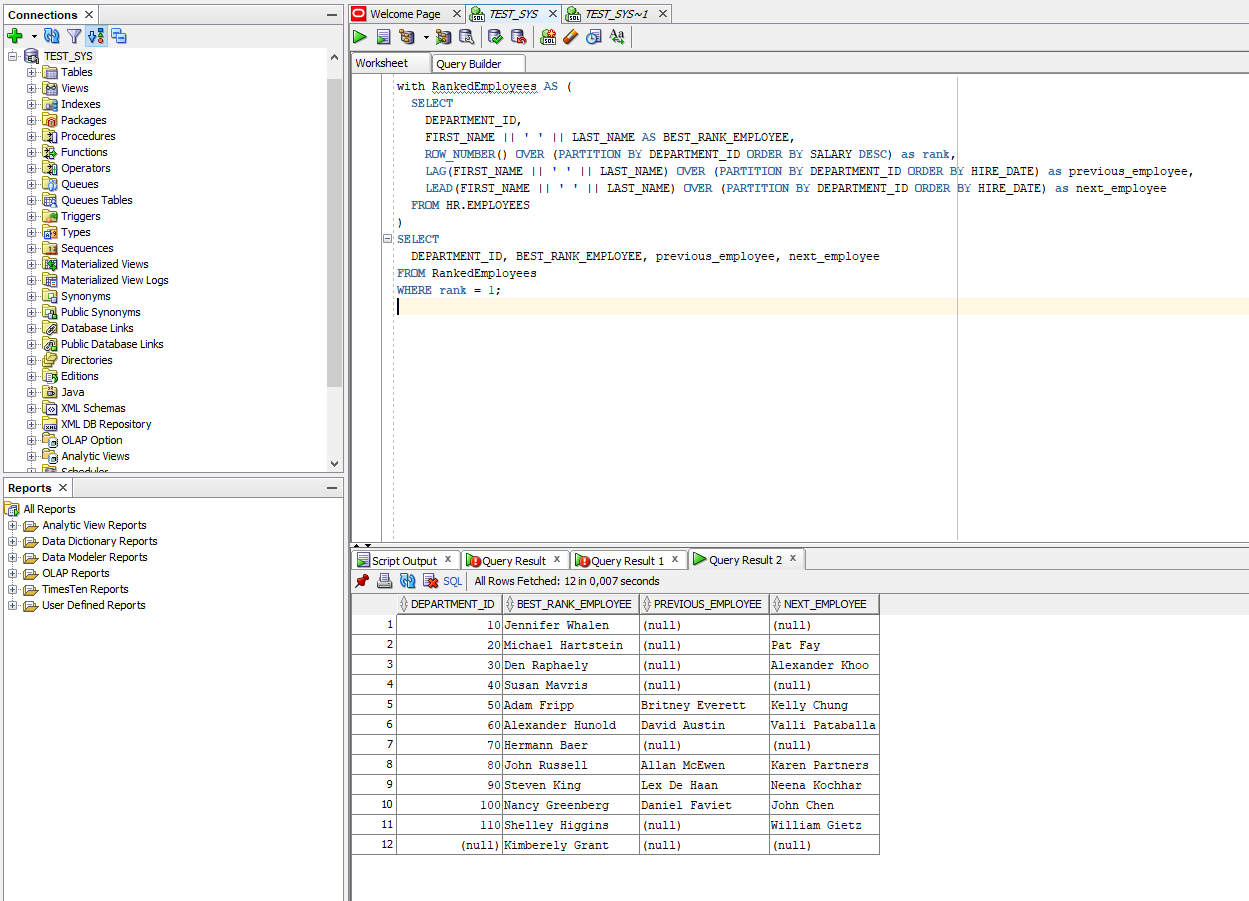 Connections
TEST_SYS
Tables
Views
Indexes
Packages
Procedures
Functions
Operators
Queues
Queues Tables
Triggers
Types
Sequences
Materialized Views
Materialized View Logs
Synonyms
Public Synonyms
Database Links
Public Database Links
Directories
Editions
Java
XML Schemas
XML DB Repository
OLAP Option
Analytic Views
Scheduler
Reports
All Reports
Analytic View Reports
Data Dictionary Reports
Data Modeler Reports
OLAP Reports
TimesTen Reports
User Defined Reports
Welcome Page TEST_SYS TEST_SYS~1
Worksheet Query Builder
with RankedEmployees AS (
SELECT
DEPARTMENT_ID,
FIRST_NAME || ' ' || LAST_NAME AS BEST_RANK_EMPLOYEE,
ROW_NUMBER() OVER (PARTITION BY DEPARTMENT_ID ORDER BY SALARY DESC) as rank,
LAG(FIRST_NAME || ' ' || LAST_NAME) OVER (PARTITION BY DEPARTMENT_ID ORDER BY HIRE_DATE) as previous_employee,
LEAD(FIRST_NAME || ' ' || LAST_NAME) OVER (PARTITION BY DEPARTMENT_ID ORDER BY HIRE_DATE) as next_employee
FROM HR.EMPLOYEES
)
SELECT
DEPARTMENT_ID, BEST_RANK_EMPLOYEE, previous_employee, next_employee
FROM RankedEmployees
WHERE rank = 1;
Script Output Query Result Query Result 1 Query Result 2
SQL All Rows Fetched: 12 in 0,007 seconds
DEPARTMENT_ID BEST_RANK_EMPLOYEE PREVIOUS_EMPLOYEE NEXT_EMPLOYEE
1 10 Jennifer Whalen (null) (null)
2 20 Michael Hartstein (null) Pat Fay
3 30 Den Raphaely (null) Alexander Khoo
4 40 Susan Mavris (null) (null)
5 50 Adam Fripp Britney Everett Kelly Chung
6 60 Alexander Hunold David Austin Valli Pataballa
7 70 Hermann Baer (null) (null)
8 80 John Russell Allan McEwen Karen Partners
9 90 Steven King Lex De Haan Neena Kochhar
10 100 Nancy Greenberg Daniel Faviet John Chen
11 110 Shelley Higgins (null) William Gietz
12 (null) Kimberely Grant (null) (null)